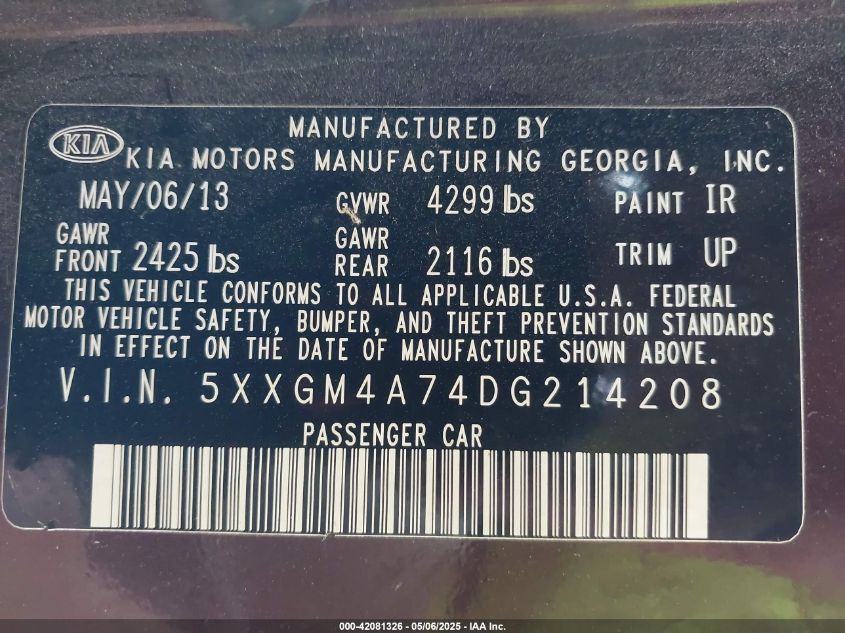 KIA
MANUFACTURED BY
KIA MOTORS MANUFACTURING GEORGIA, INC.
MAY/06/13 GVWR 4299 lbs PAINT IR
GAWR FRONT 2425 lbs GAWR REAR 2116 lbs TRIM UP
THIS VEHICLE CONFORMS TO ALL APPLICABLE U.S.A. FEDERAL
MOTOR VEHICLE SAFETY, BUMPER, AND THEFT PREVENTION STANDARDS
IN EFFECT ON THE DATE OF MANUFACTURE SHOWN ABOVE.
V.I.N. 5XXGM4A74DG214208
PASSENGER CAR
000-42081326 - 05/06/2025 - IAA Inc.